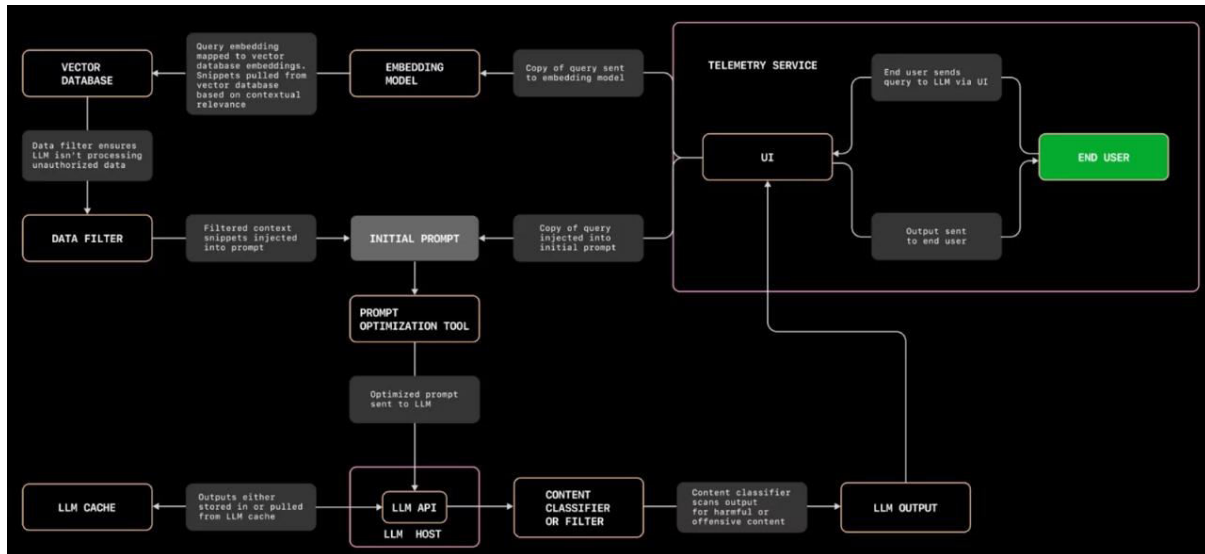 VECTOR
DATABASE
Query embedding
mapped to vector
database embeddings.
Snippets pulled from
vector database
based on contextual
relevance
EMBEDDING
MODEL
Copy of query sent
to embedding model
TELEMETRY SERVICE
End user sends
query to LLM via UI
UI
END USER
Output sent
to end user
Data filter ensures
LLM isn't processing
unauthorized data
DATA FILTER
Filtered context
snippets injected
into prompt
INITIAL PROMPT
Copy of query
injected into
initial prompt
PROMPT
OPTIMIZATION TOOL
Optimized prompt
sent to LLM
LLM CACHE
Outputs either
stored in or pulled
from LLM cache
LLM API
LLM HOST
CONTENT
CLASSIFIER
OR FILTER
Content classifier
scans output
for harmful or
offensive content
LLM OUTPUT